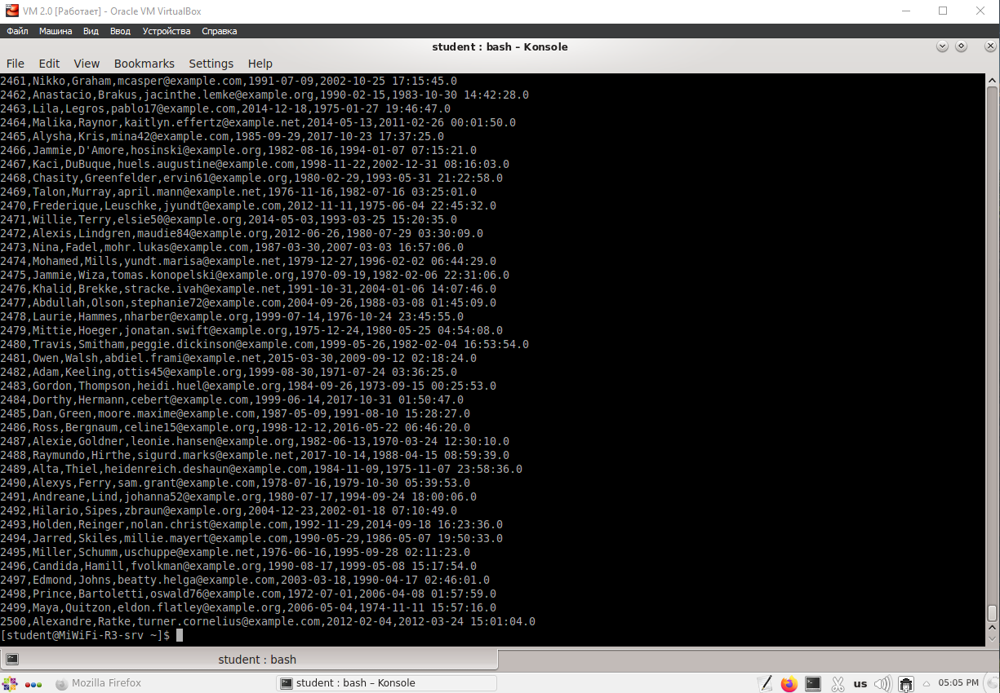 VM 2.0 [Работает] - Oracle VM VirtualBox
Файл Машина Вид Ввод Устройства Справка
student : bash – Konsole
File Edit View Bookmarks Settings Help
2461,Nikko,Graham,mcasper@example.com,1991-07-09,2002-10-25 17:15:45.0
2462,Anastacio,Brakus,jacinthe.lemke@example.org,1990-02-15,1983-10-30 14:42:28.0
2463,Lila,Legros,pablo17@example.com,2014-12-18,1975-01-27 19:46:47.0
2464,Malika,Raynor,kaitlyn.effertz@example.net,2014-05-13,2011-02-26 00:01:50.0
2465,Alysha,Kris,mina42@example.com,1985-09-29,2017-10-23 17:37:25.0
2466,Jammie,D'Amore,hosinski@example.org,1982-08-16,1994-01-07 07:15:21.0
2467,Kaci,DuBuque,huels.augustine@example.com,1998-11-22,2002-12-31 08:16:03.0
2468,Chasity,Greenfelder,ervin61@example.org,1980-02-29,1993-05-31 21:22:58.0
2469,Talon,Murray,april.mann@example.net,1976-11-16,1982-07-16 03:25:01.0
2470,Frederique,Leuschke,jyundt@example.com,2012-11-11,1975-06-04 22:45:32.0
2471,Willie,Terry,elsie50@example.org,2014-05-03,1993-03-25 15:20:35.0
2472,Alexis,Lindgren,maudie84@example.org,2012-06-26,1980-07-29 03:30:09.0
2473,Nina,Fadel,mohr.lukas@example.com,1987-03-30,2007-03-03 16:57:06.0
2474,Mohamed,Mills,yundt.marisa@example.net,1979-12-27,1996-02-02 06:44:29.0
2475,Jammie,Wiza,tomas.konopelski@example.com,1970-09-19,1982-02-06 22:31:06.0
2476,Khalid,Brekke,stracke.ivah@example.net,1991-10-31,2004-01-06 14:07:46.0
2477,Abdullah,Olson,stephanie72@example.com,2004-09-26,1988-03-08 01:45:09.0
2478,Laurie,Hammes,nharber@example.org,1999-07-14,1976-10-24 23:45:55.0
2479,Mittie,Hoeger,jonatan.swift@example.org,1975-12-24,1980-05-25 04:54:08.0
2480,Travis,Smitham,peggie.dickinson@example.com,1999-05-26,1982-02-04 16:53:54.0
2481,Owen,Walsh,abdiel.frami@example.net,2015-03-30,2009-09-12 02:18:24.0
2482,Adam,Keeling,ottis45@example.org,1999-08-30,1971-07-24 03:36:25.0
2483,Gordon,Thompson,heidi.huel@example.org,1984-09-26,1973-09-15 00:25:53.0
2484,Dorthy,Hermann,cebert@example.com,1999-06-14,2017-10-31 01:50:47.0
2485,Dan,Green,moore.maxime@example.com,1987-05-09,1991-08-10 15:28:27.0
2486,Ross,Bergnaum,celine15@example.org,1998-12-12,2016-05-22 06:46:20.0
2487,Alexie,Goldner,leonie.hansen@example.org,1982-06-13,1970-03-24 12:30:10.0
2488,Raymundo,Hirthe,sigurd.marks@example.net,2017-10-14,1988-04-15 08:59:39.0
2489,Alta,Thiel,heidenreich.deshaun@example.com,1984-11-09,1975-11-07 23:58:36.0
2490,Alexys,Ferry,sam.grant@example.com,1978-07-16,1979-10-30 05:39:53.0
2491,Andreane,Lind,johanna52@example.org,1980-07-17,1994-09-24 18:00:06.0
2492,Hilario,Sipes,zbraun@example.org,2004-12-23,2002-01-18 07:10:49.0
2493,Holden,Reinger,nolan.christ@example.com,1992-11-29,2014-09-18 16:23:36.0
2494,Jarred,Skiles,millie.mayert@example.com,1990-05-29,1986-05-07 19:50:33.0
2495,Miller,Schumm,uschuppe@example.net,1976-06-16,1995-09-28 02:11:23.0
2496,Candida,Hamill,fvolkman@example.org,1990-08-17,1999-05-08 15:17:54.0
2497,Edmond,Johns,beatty.helga@example.com,2003-03-18,1990-04-17 02:46:01.0
2498,Prince,Bartoletti,oswald76@example.com,1972-07-01,2006-04-08 01:57:59.0
2499,Maya,Quitzon,eldon.flatley@example.org,2006-05-04,1974-11-11 15:57:16.0
2500,Alexandre,Ratke,turner.cornelius@example.com,2012-02-04,2012-03-24 15:01:04.0
[student@MiWiFi-R3-srv ~]$
student : bash
Mozilla Firefox student : bash – Konsole us 05:05 PM